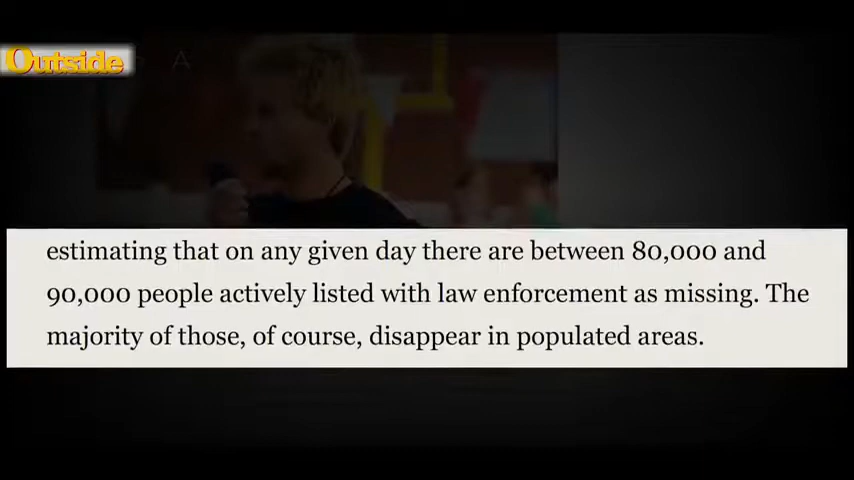 Outside
estimating that on any given day there are between 80,000 and
90,000 people actively listed with law enforcement as missing. The
majority of those, of course, disappear in populated areas.